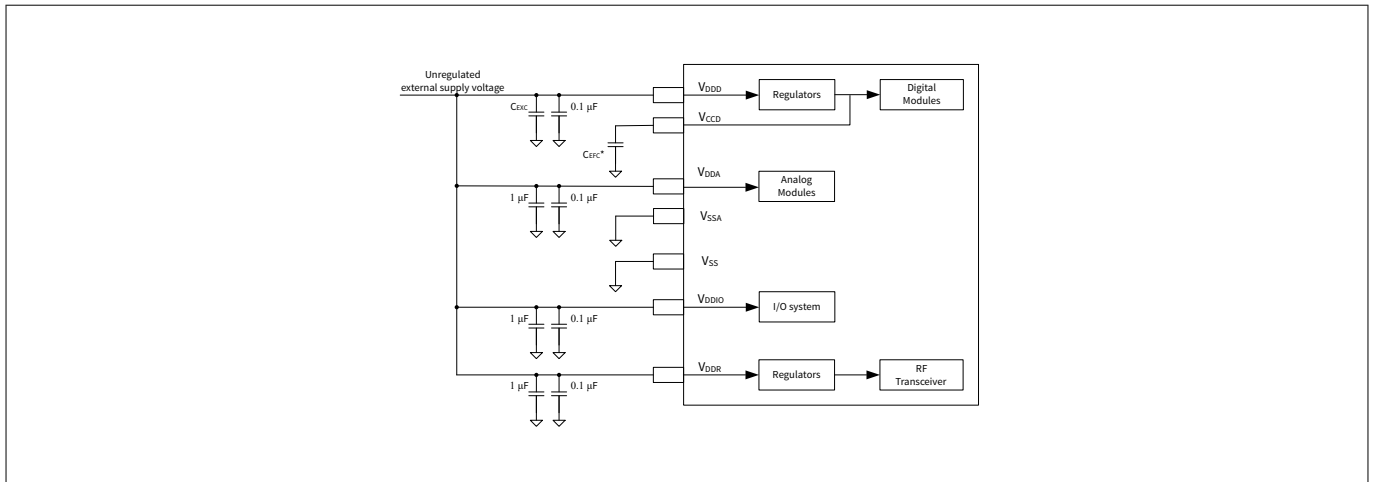 Unregulated
external supply voltage
CEXC
0.1 µF
VDDD
Regulators
Digital
Modules
VCCD
CEFC*
VDDA
Analog
Modules
1 µF
0.1 µF
VSSA
VSS
VDDIO
I/O system
1 µF
0.1 µF
VDDR
Regulators
RF
Transceiver
1 µF
0.1 µF